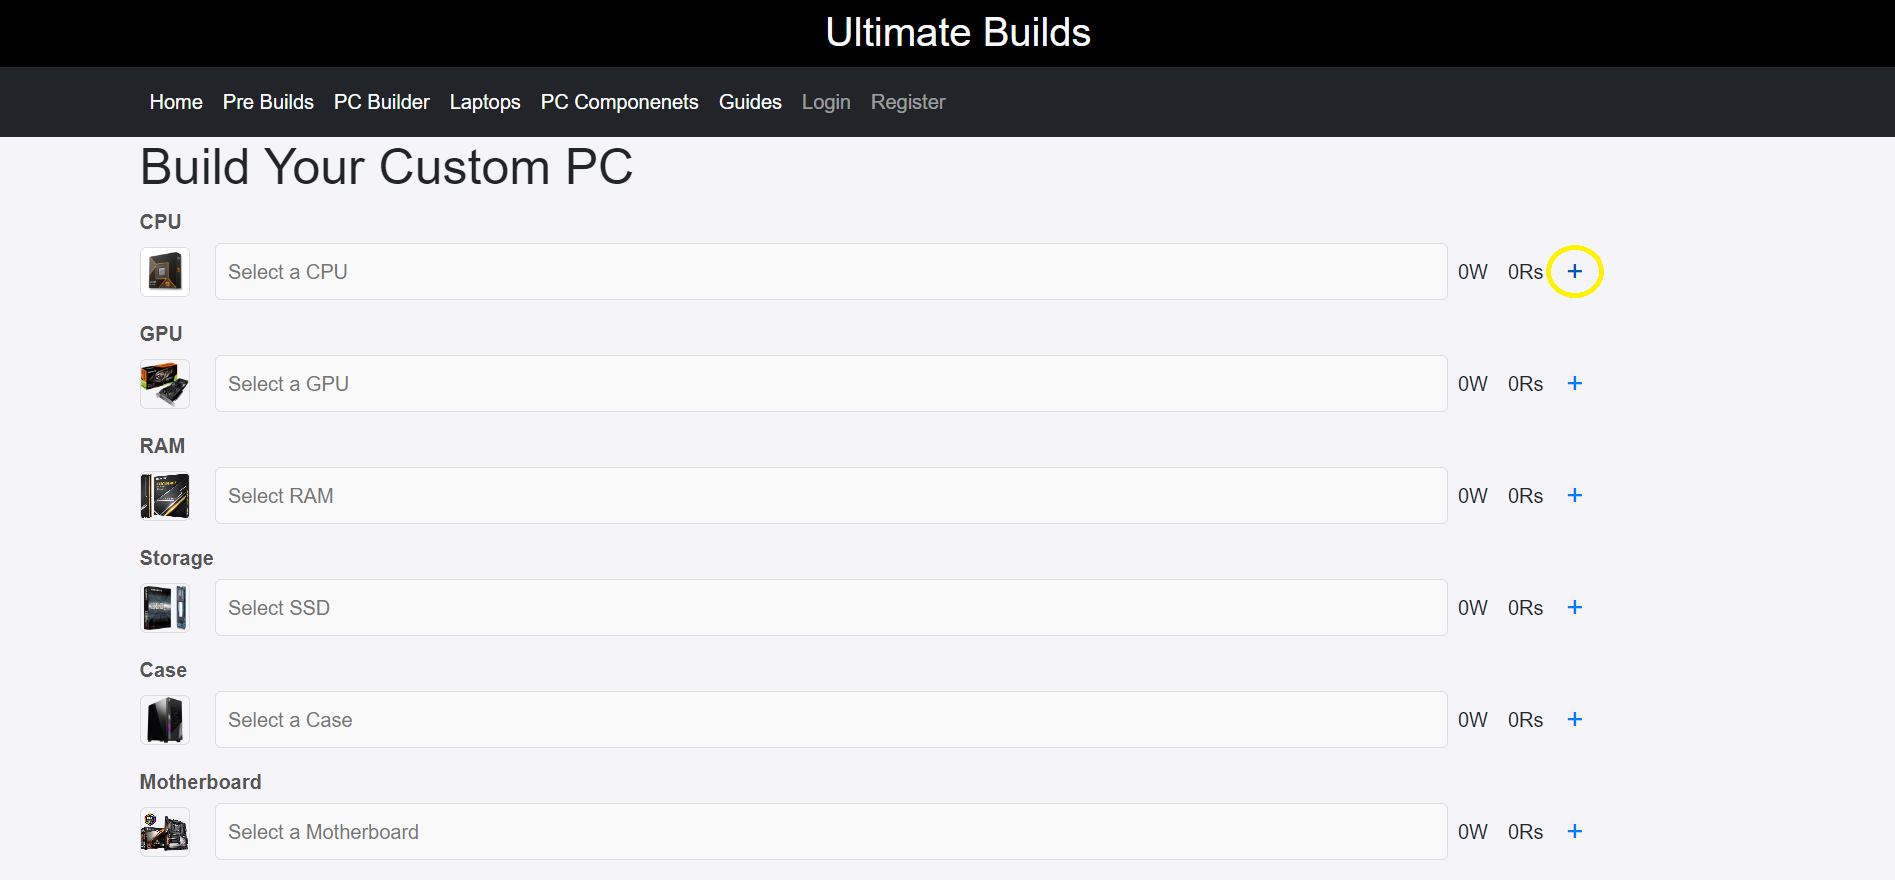 Ultimate Builds
Home Pre Builds PC Builder Laptops PC Componenets Guides Login Register
Build Your Custom PC
CPU
Select a CPU 0W 0Rs +
GPU
Select a GPU 0W 0Rs +
RAM
Select RAM 0W 0Rs +
Storage
Select SSD 0W 0Rs +
Case
Select a Case 0W 0Rs +
Motherboard
Select a Motherboard 0W 0Rs +